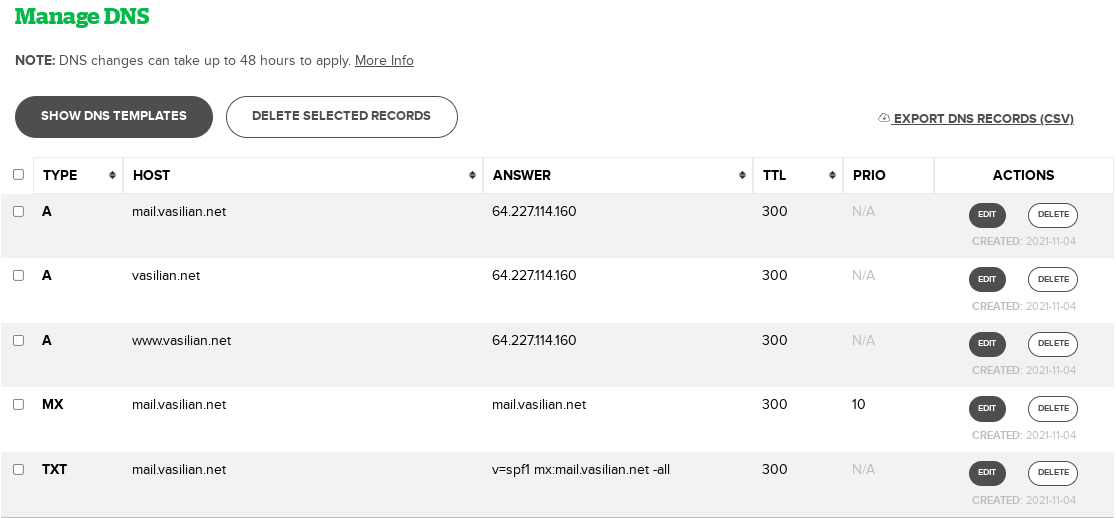 Manage DNS
NOTE: DNS changes can take up to 48 hours to apply. More Info
SHOW DNS TEMPLATES DELETE SELECTED RECORDS EXPORT DNS RECORDS (CSV)
TYPE HOST ANSWER TTL PRIO ACTIONS
A mail.vasilian.net 64.227.114.160 300 N/A EDIT DELETE
CREATED: 2021-11-04
A vasilian.net 64.227.114.160 300 N/A EDIT DELETE
CREATED: 2021-11-04
A www.vasilian.net 64.227.114.160 300 N/A EDIT DELETE
CREATED: 2021-11-04
MX mail.vasilian.net mail.vasilian.net 300 10 EDIT DELETE
CREATED: 2021-11-04
TXT mail.vasilian.net v=spf1 mx:mail.vasilian.net -all 300 N/A EDIT DELETE
CREATED: 2021-11-04